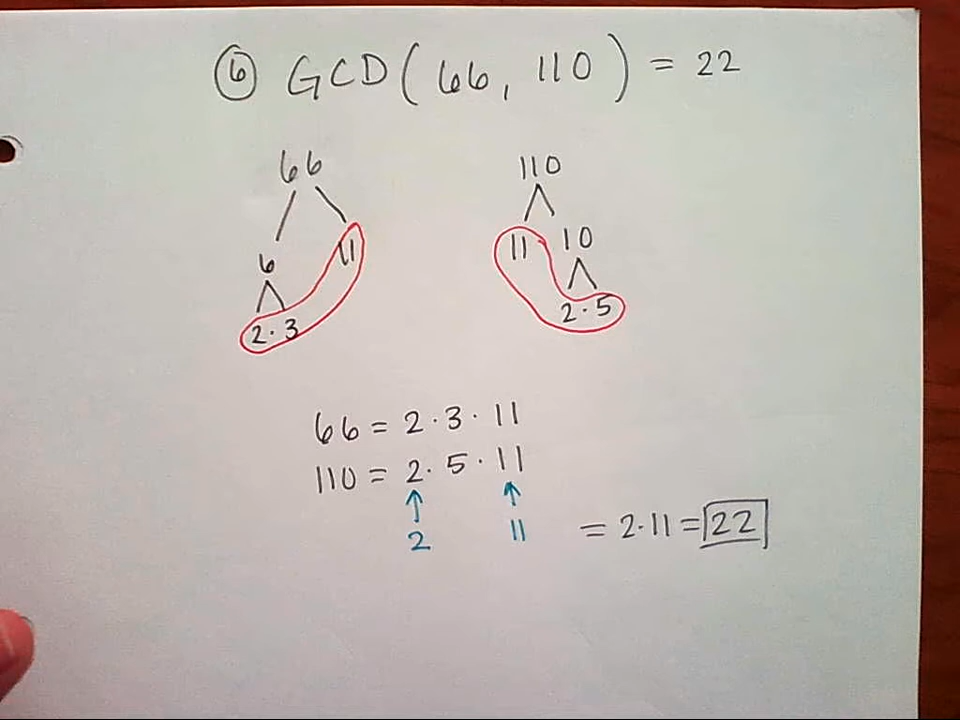 ⑥ GCD(66, 110) = 22
66 110
6 11 11 10
2·3 2·5
66 = 2·3·11
110 = 2·5·11
2 11 = 2·11 = 22